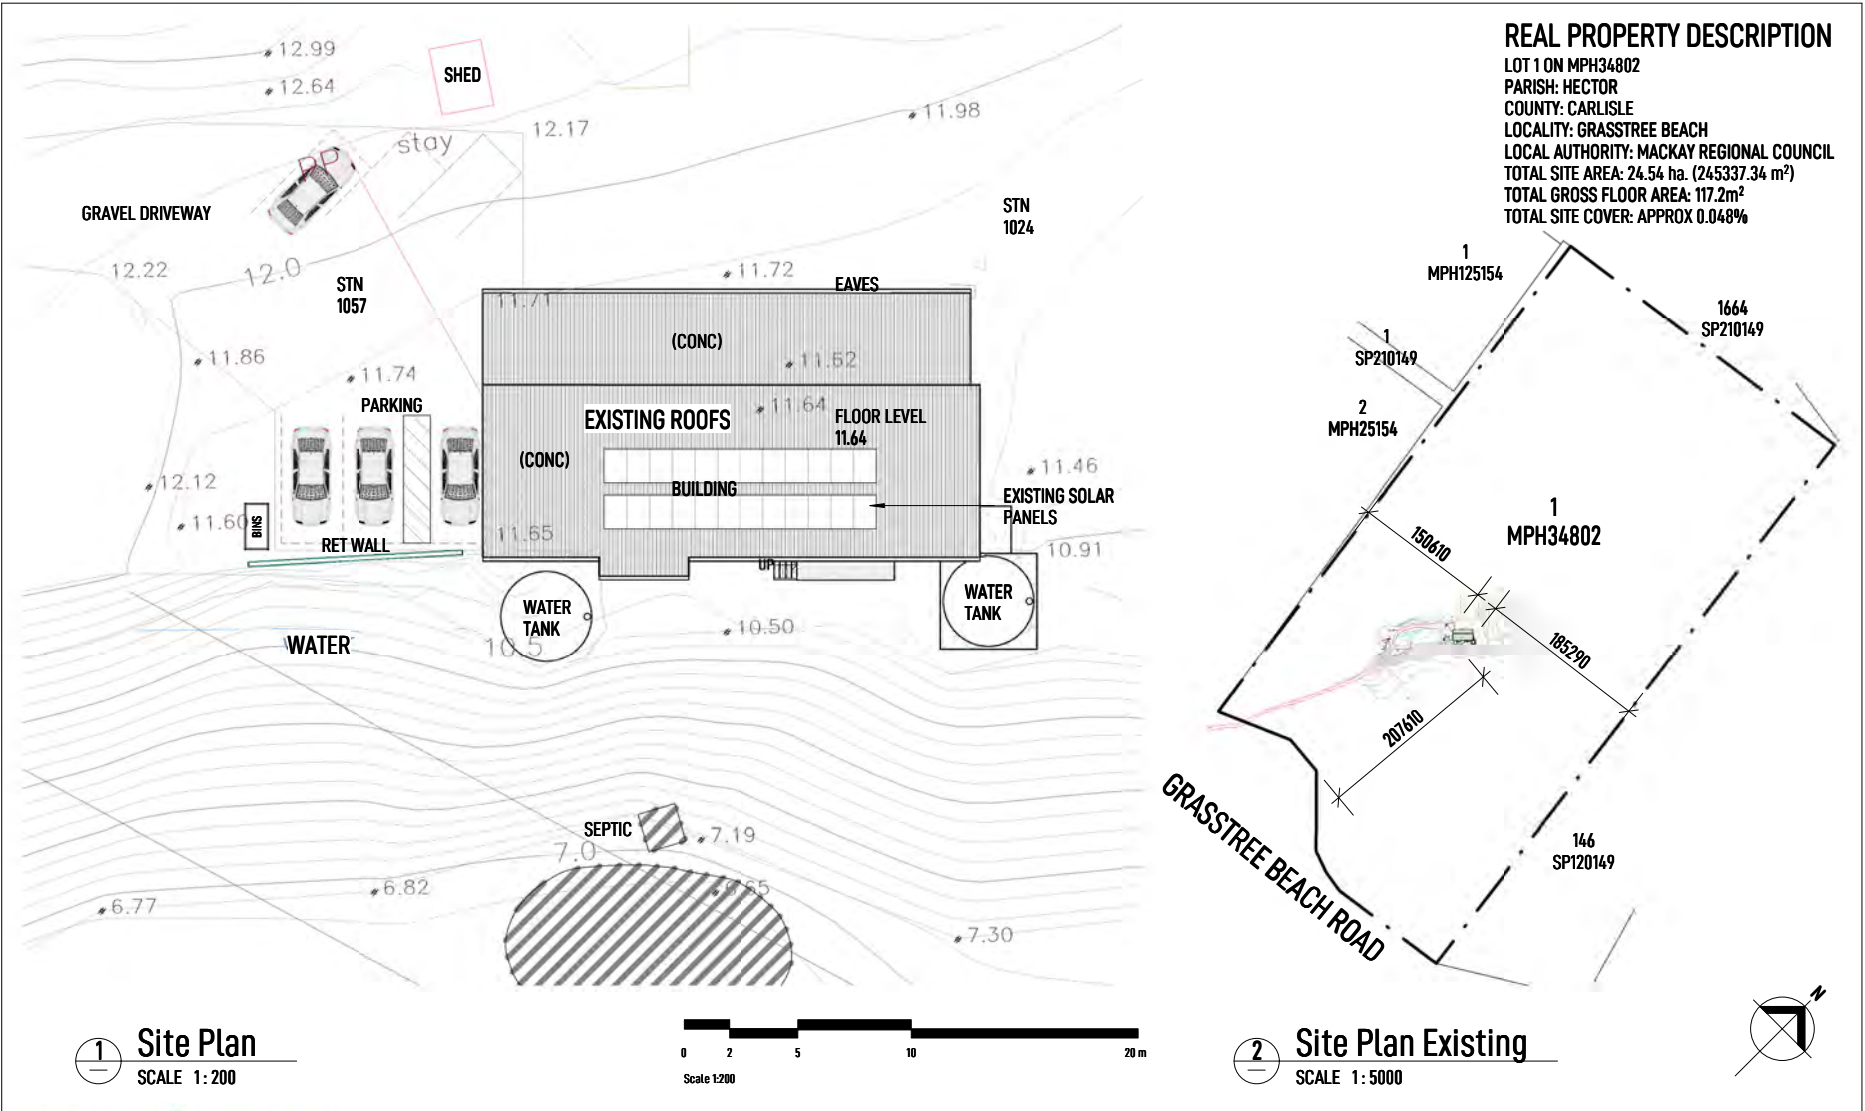 REAL PROPERTY DESCRIPTION
LOT 1 ON MPH34802
PARISH: HECTOR
COUNTY: CARLISLE
LOCALITY: GRASSTREE BEACH
LOCAL AUTHORITY: MACKAY REGIONAL COUNCIL
TOTAL SITE AREA: 24.54 ha. (245337.34 m²)
TOTAL GROSS FLOOR AREA: 117.2m²
TOTAL SITE COVER: APPROX 0.048%
12.99
12.64
SHED
12.17
11.98
stay
PP
GRAVEL DRIVEWAY
STN
1024
12.22
12.0
STN
1057
11.72
EAVES
11.71
(CONC)
11.52
11.86
11.74
PARKING
11.64
EXISTING ROOFS
FLOOR LEVEL
11.64
(CONC)
BUILDING
11.46
EXISTING SOLAR
PANELS
12.12
11.60
BINS
11.65
RET WALL
UP
10.91
WATER
TANK
WATER
TANK
10.50
10.5
WATER
SEPTIC
7.19
7.0
6.82
6.77
7.30
1
Site Plan
SCALE 1 : 200
0 2 5 10 20 m
Scale 1:200
1
MPH125154
1
SP210149
1664
SP210149
2
MPH25154
1
MPH34802
150610
185290
207610
GRASSTREE BEACH ROAD
146
SP120149
N
2
Site Plan Existing
SCALE 1 : 5000